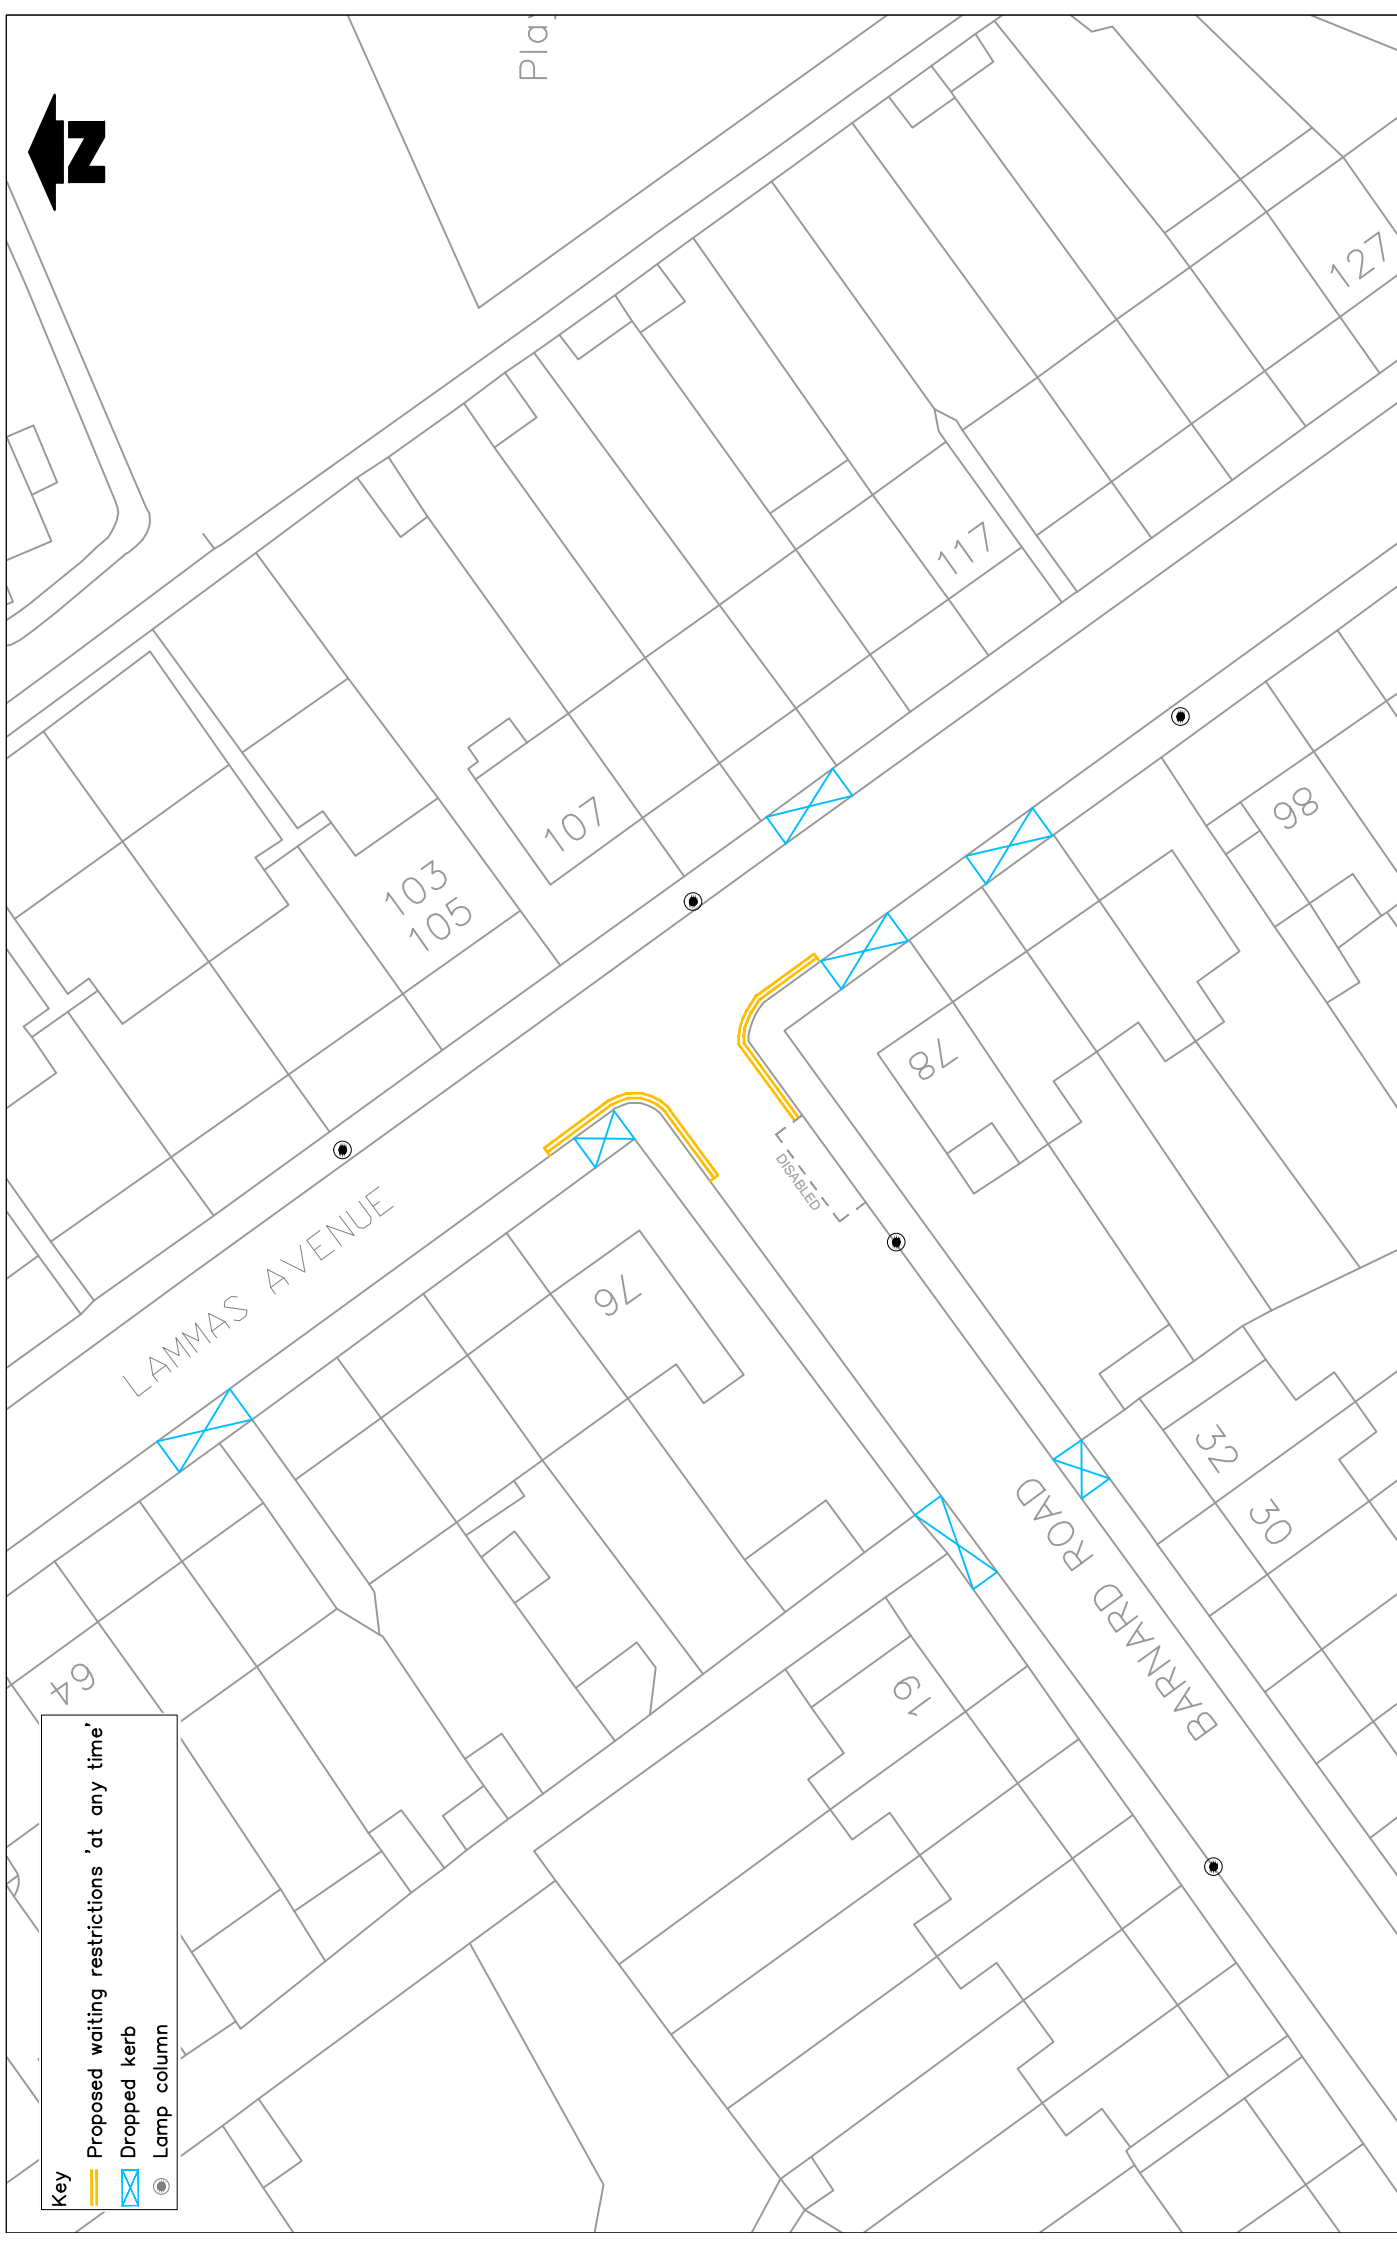 Pla
N
127
117
107
103
105
86
78
DISABLED
76
LAMMAS AVENUE
32
30
BARNARD ROAD
19
64
Key
Proposed waiting restrictions 'at any time'
Dropped kerb
Lamp column